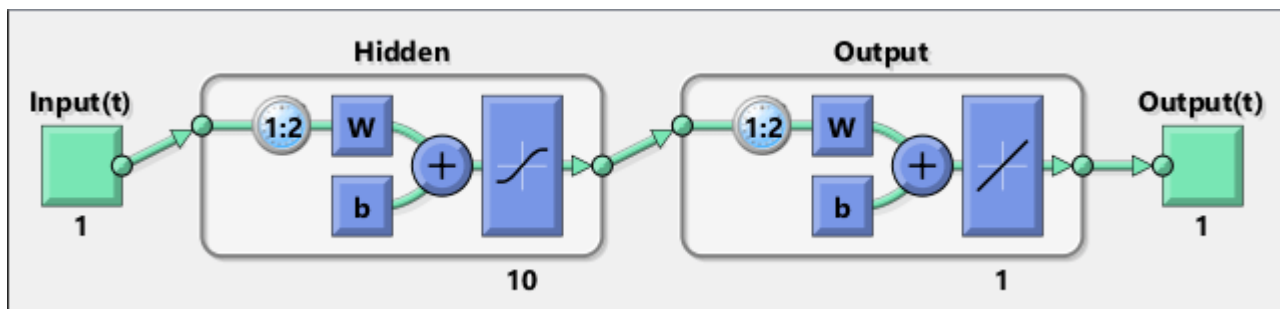 Hidden
Output
Input(t)
Output(t)
1:2
W
1:2
W
+
+
b
b
1
1
10
1